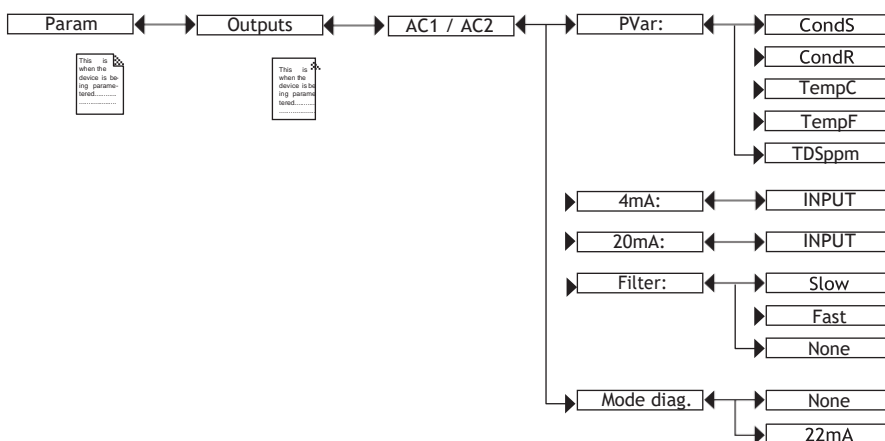 Param
Outputs
AC1 / AC2
PVar:
CondS
CondR
TempC
TempF
TDSppm
This is
when the
device is be-
ing parame-
tered...........
.....................
This is
when the
device is be
ing parame
tered...........
.....................
4mA:
INPUT
20mA:
INPUT
Filter:
Slow
Fast
None
Mode diag.
None
22mA